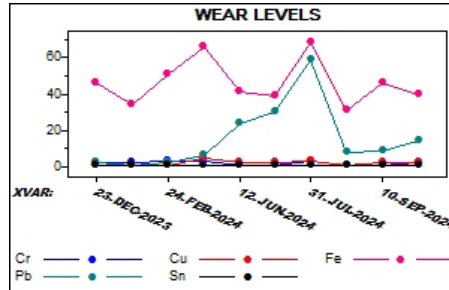 WEAR LEVELS
60
40
20
0
XVAR:
23-DEC-2023
24-FEB-2024
12-JUN-2024
31-JUL-2024
10-SEP-2024
Cr Cu Fe
Pb Sn